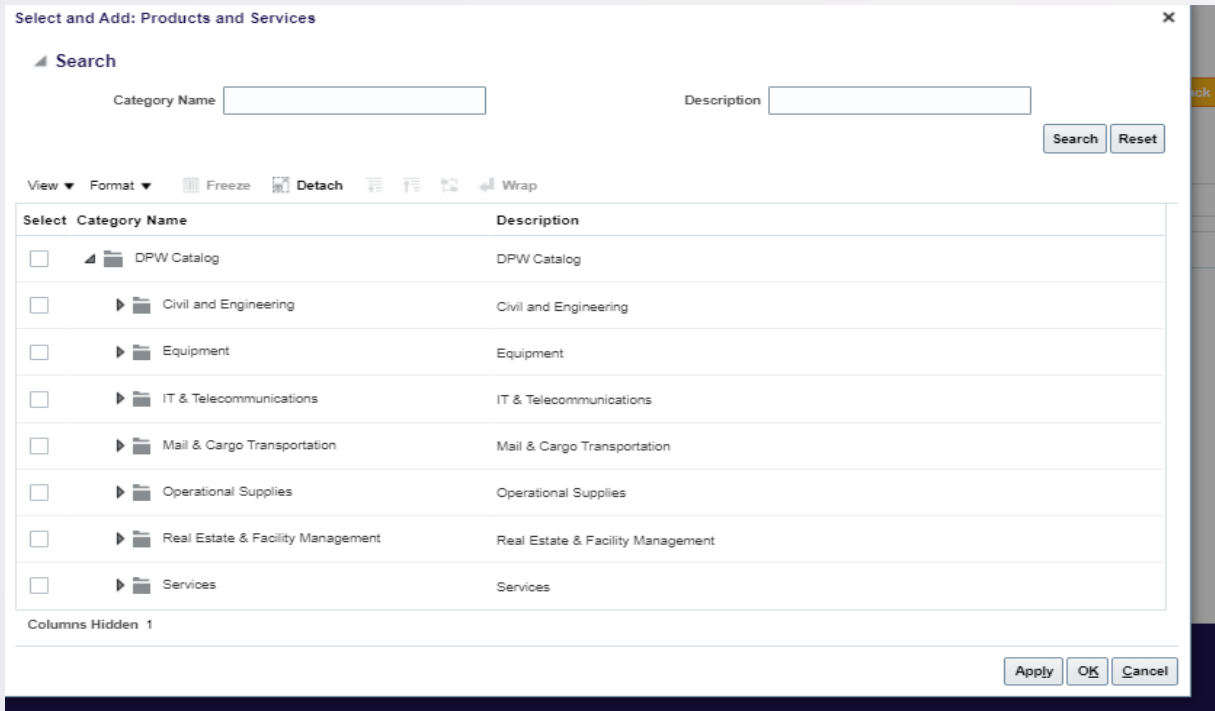 Select and Add: Products and Services
Search
Category Name Description
Search Reset
View Format Freeze Detach Wrap
Select Category Name Description
DPW Catalog DPW Catalog
Civil and Engineering Civil and Engineering
Equipment Equipment
IT & Telecommunications IT & Telecommunications
Mail & Cargo Transportation Mail & Cargo Transportation
Operational Supplies Operational Supplies
Real Estate & Facility Management Real Estate & Facility Management
Services Services
Columns Hidden 1
Apply OK Cancel